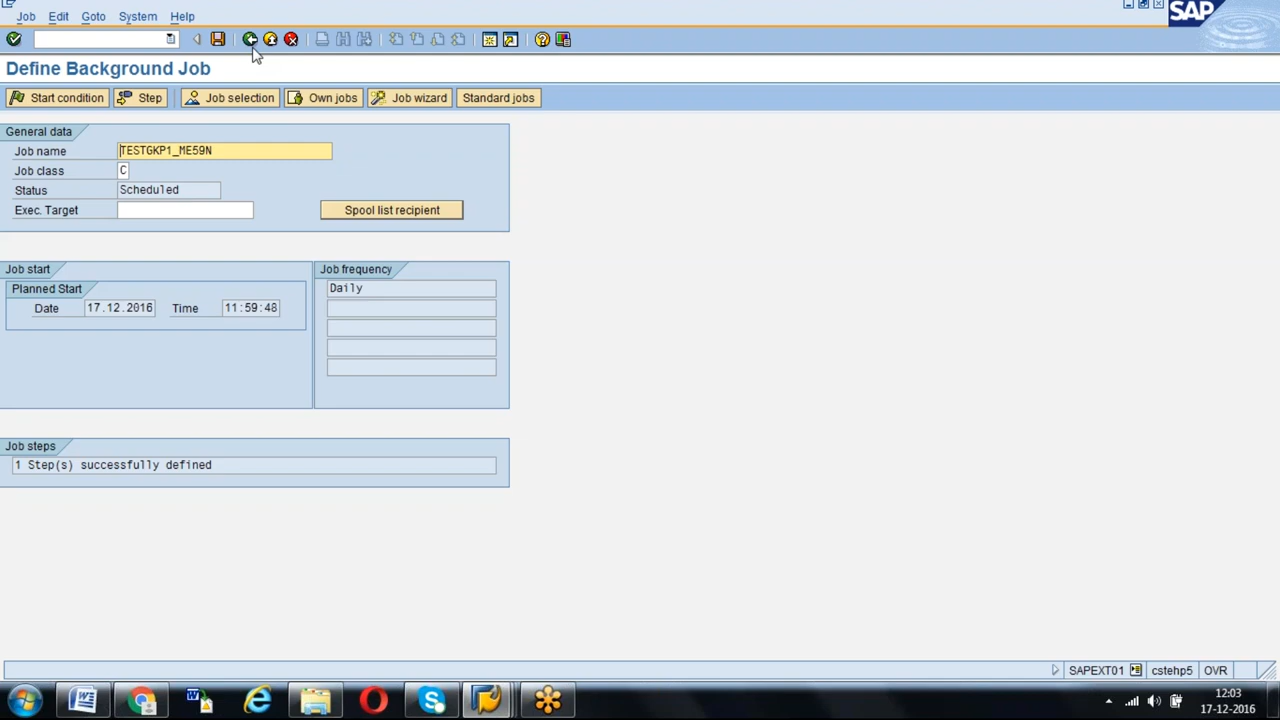 Job Edit Goto System Help
SAP
Define Background Job
Start condition Step Job selection Own jobs Job wizard Standard jobs
General data
Job name TESTGKP1_ME59N
Job class C
Status Scheduled
Exec. Target Spool list recipient
Job start Job frequency
Planned Start Daily
Date 17.12.2016 Time 11:59:48
Job steps
1 Step(s) successfully defined
SAPEXT01 cstehp5 OVR
12:03
17-12-2016